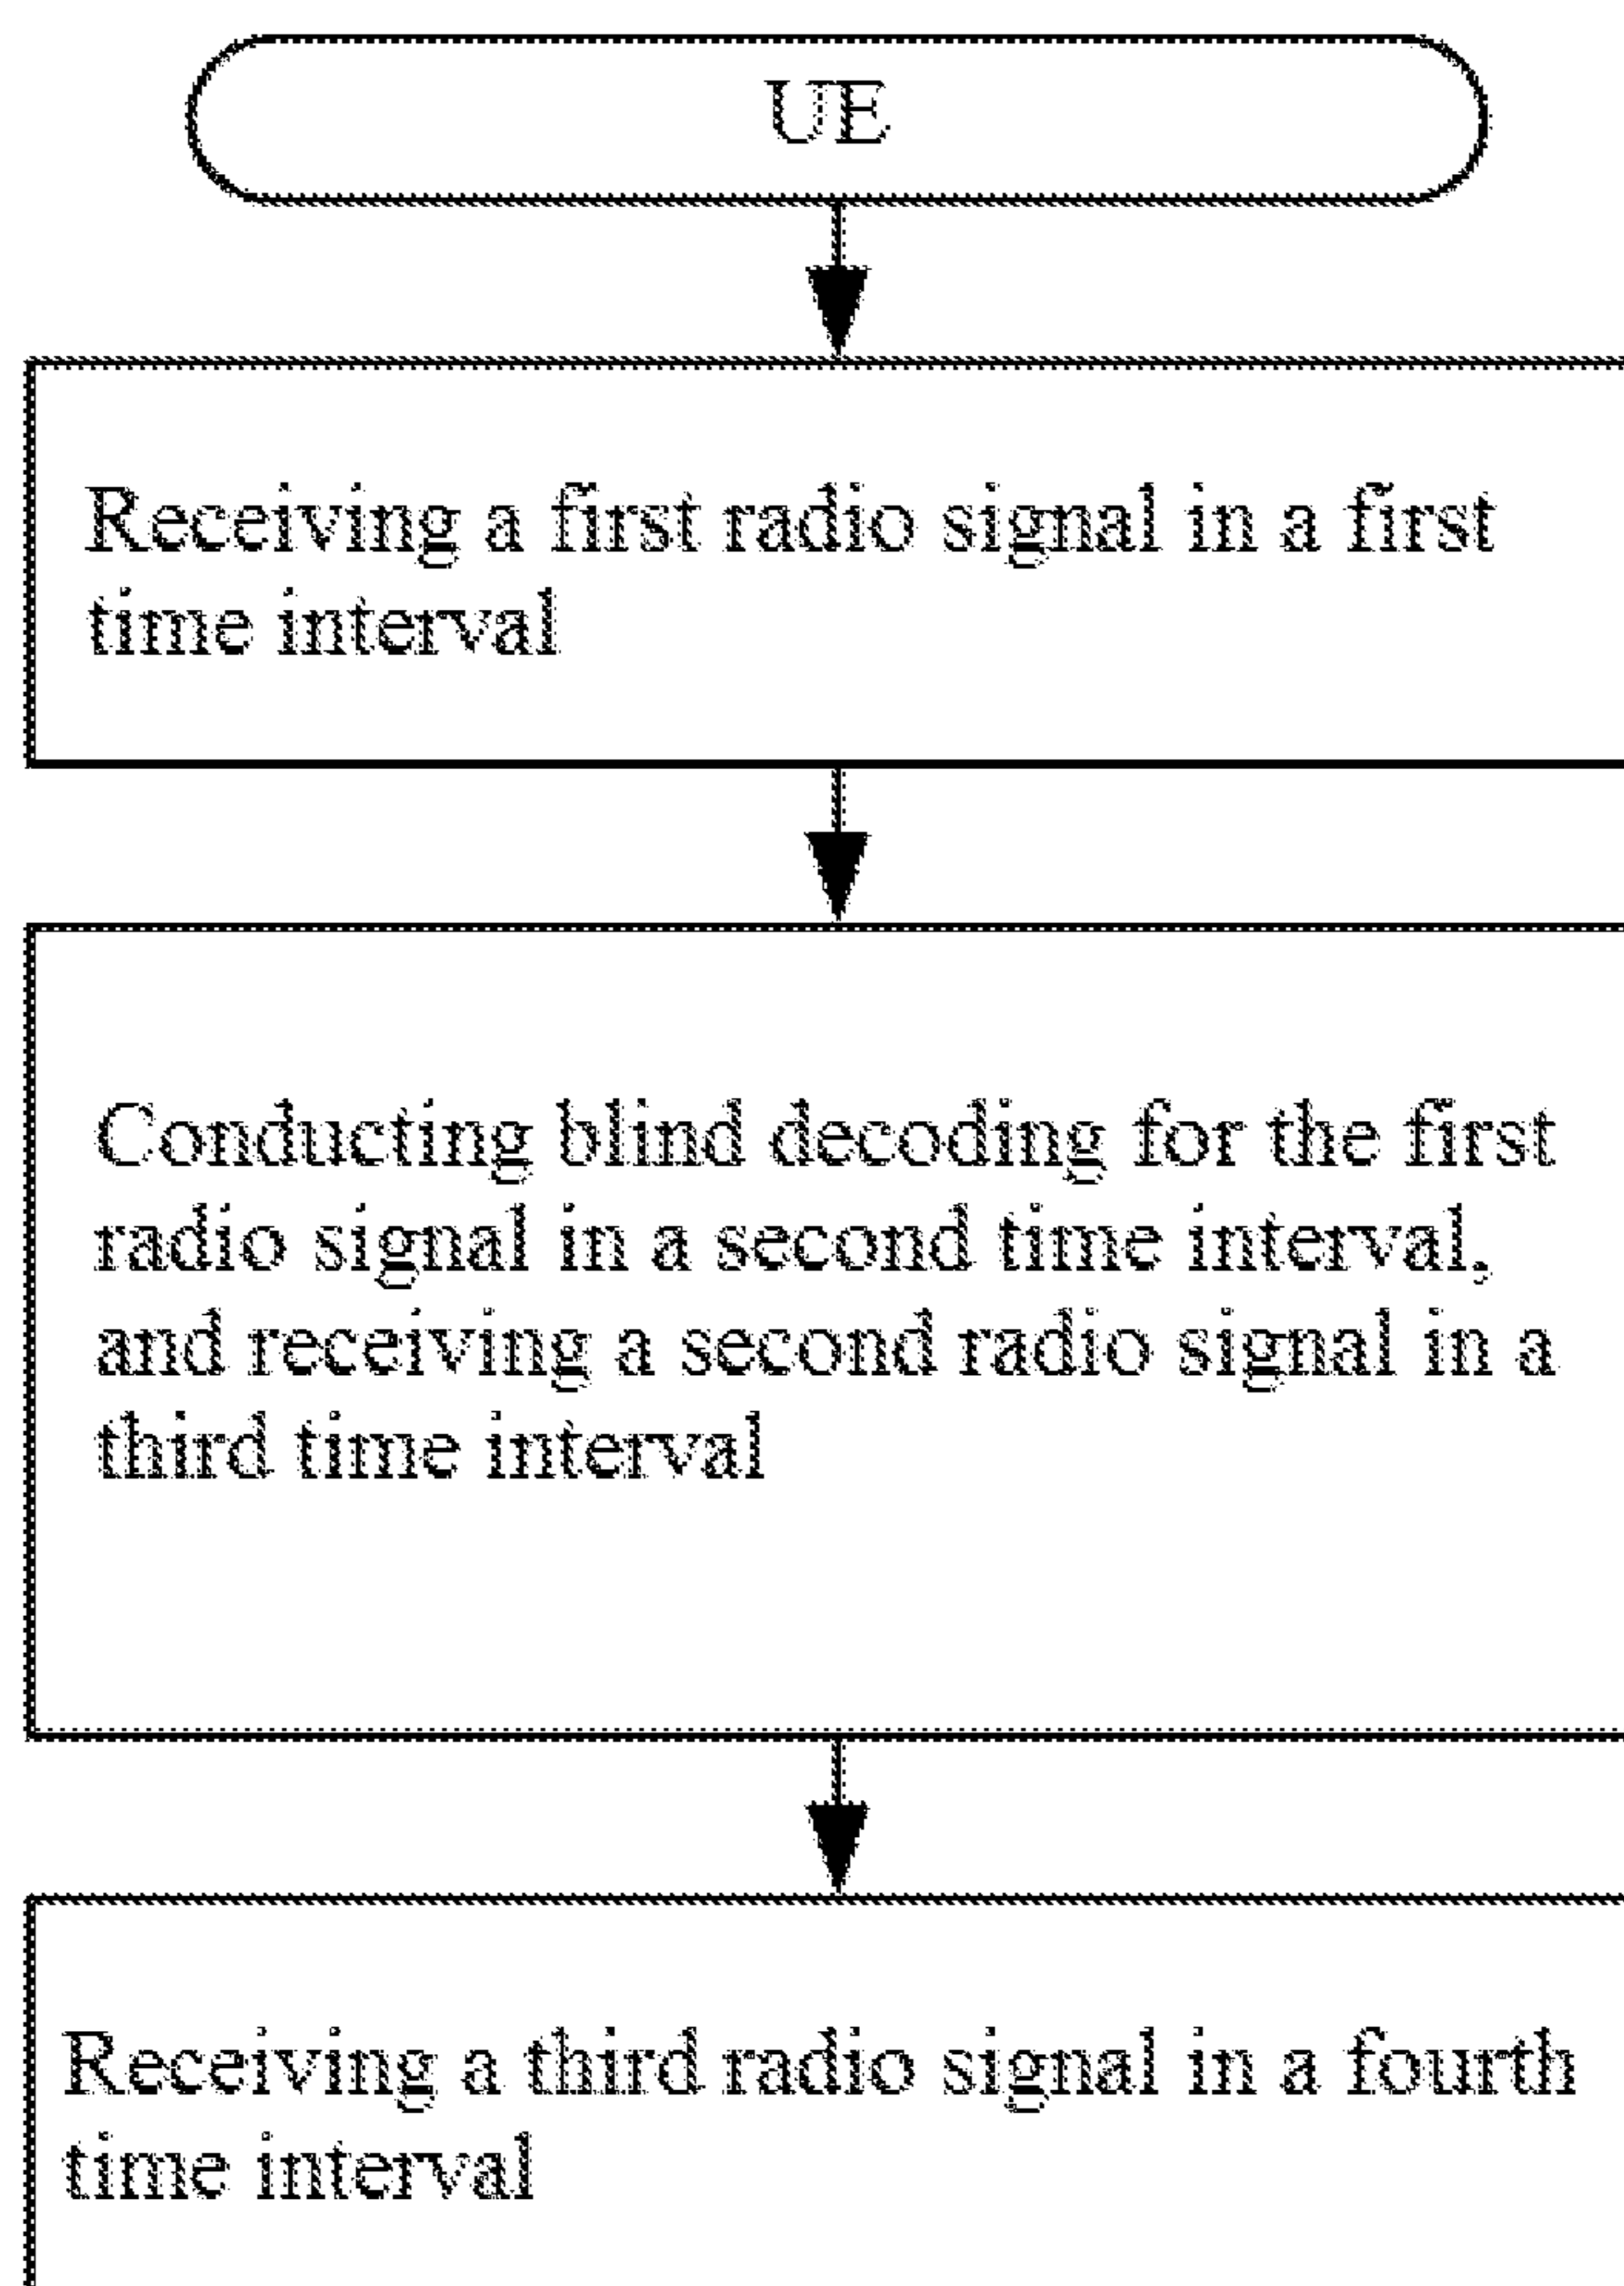 UE
Receiving a first radio signal in a first
time interval
Conducting blind decoding for the first
radio signal in a second time interval,
and receiving a second radio signal in a
third time interval
Receiving a third radio signal in a fourth
time interval